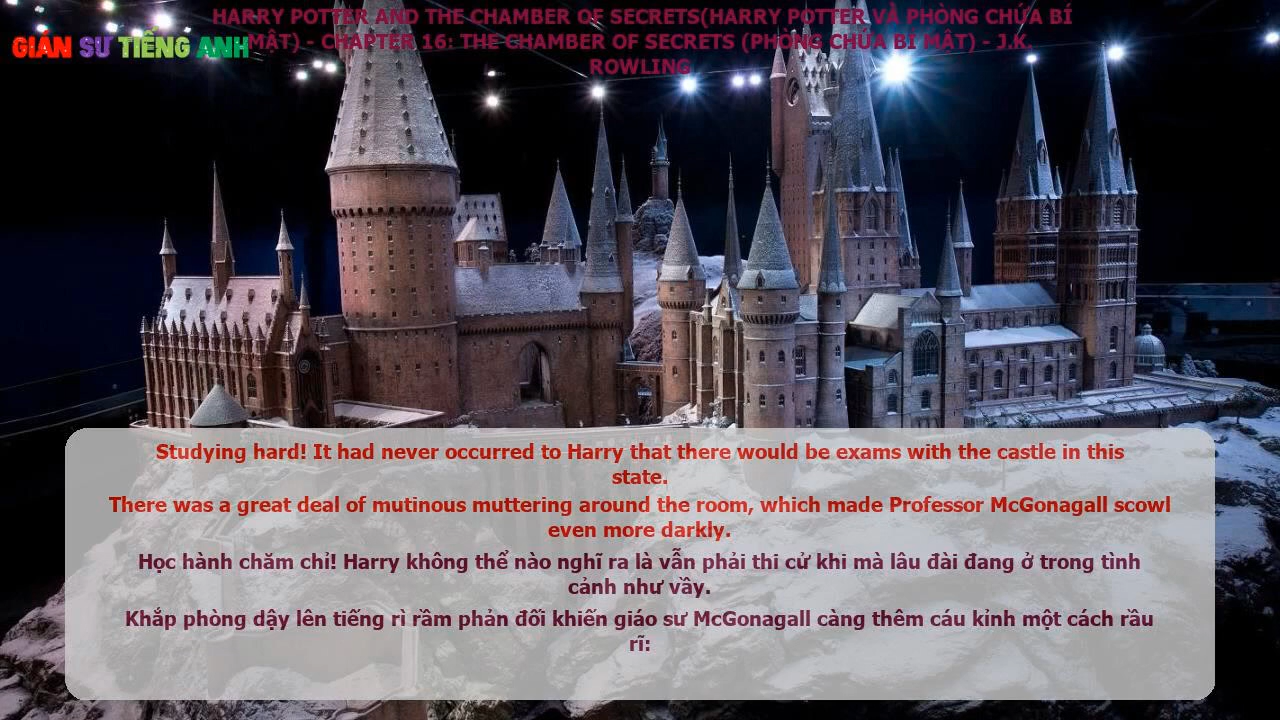 HARRY POTTER AND THE CHAMBER OF SECRETS(HARRY POTTER VÀ PHÒNG CHỨA BÍ
MẬT) - CHAPTER 16: THE CHAMBER OF SECRETS (PHÒNG CHỨA BÍ MẬT) - J.K.
ROWLING
GIÁN SƯ TIẾNG ANH
Studying hard! It had never occurred to Harry that there would be exams with the castle in this
state.
There was a great deal of mutinous muttering around the room, which made Professor McGonagall scowl
even more darkly.
Học hành chăm chỉ! Harry không thể nào nghĩ ra là vẫn phải thi cử khi mà lâu đài đang ở trong tình
cảnh như vầy.
Khắp phòng dậy lên tiếng rì rầm phản đối khiến giáo sư McGonagall càng thêm cáu kỉnh một cách rầu
rĩ: